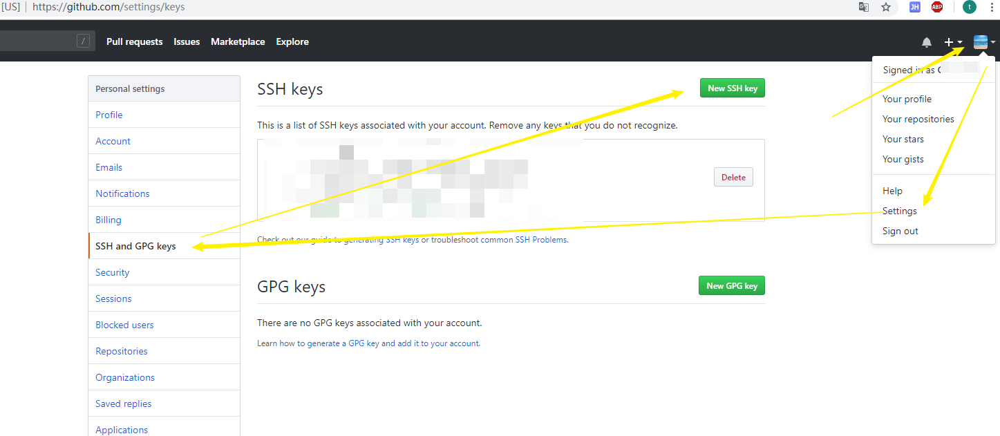 [US] | https://github.com/settings/keys
JH
ABP
t
/
Pull requests Issues Marketplace Explore
Signed in as
Your profile
Your repositories
Your stars
Your gists
Help
Settings
Sign out
Personal settings
Profile
Account
Emails
Notifications
Billing
SSH and GPG keys
Security
Sessions
Blocked users
Repositories
Organizations
Saved replies
Applications
SSH keys
New SSH key
This is a list of SSH keys associated with your account. Remove any keys that you do not recognize.
Delete
Check out our guide to generating SSH keys or troubleshoot common SSH Problems.
GPG keys
New GPG key
There are no GPG keys associated with your account.
Learn how to generate a GPG key and add it to your account.